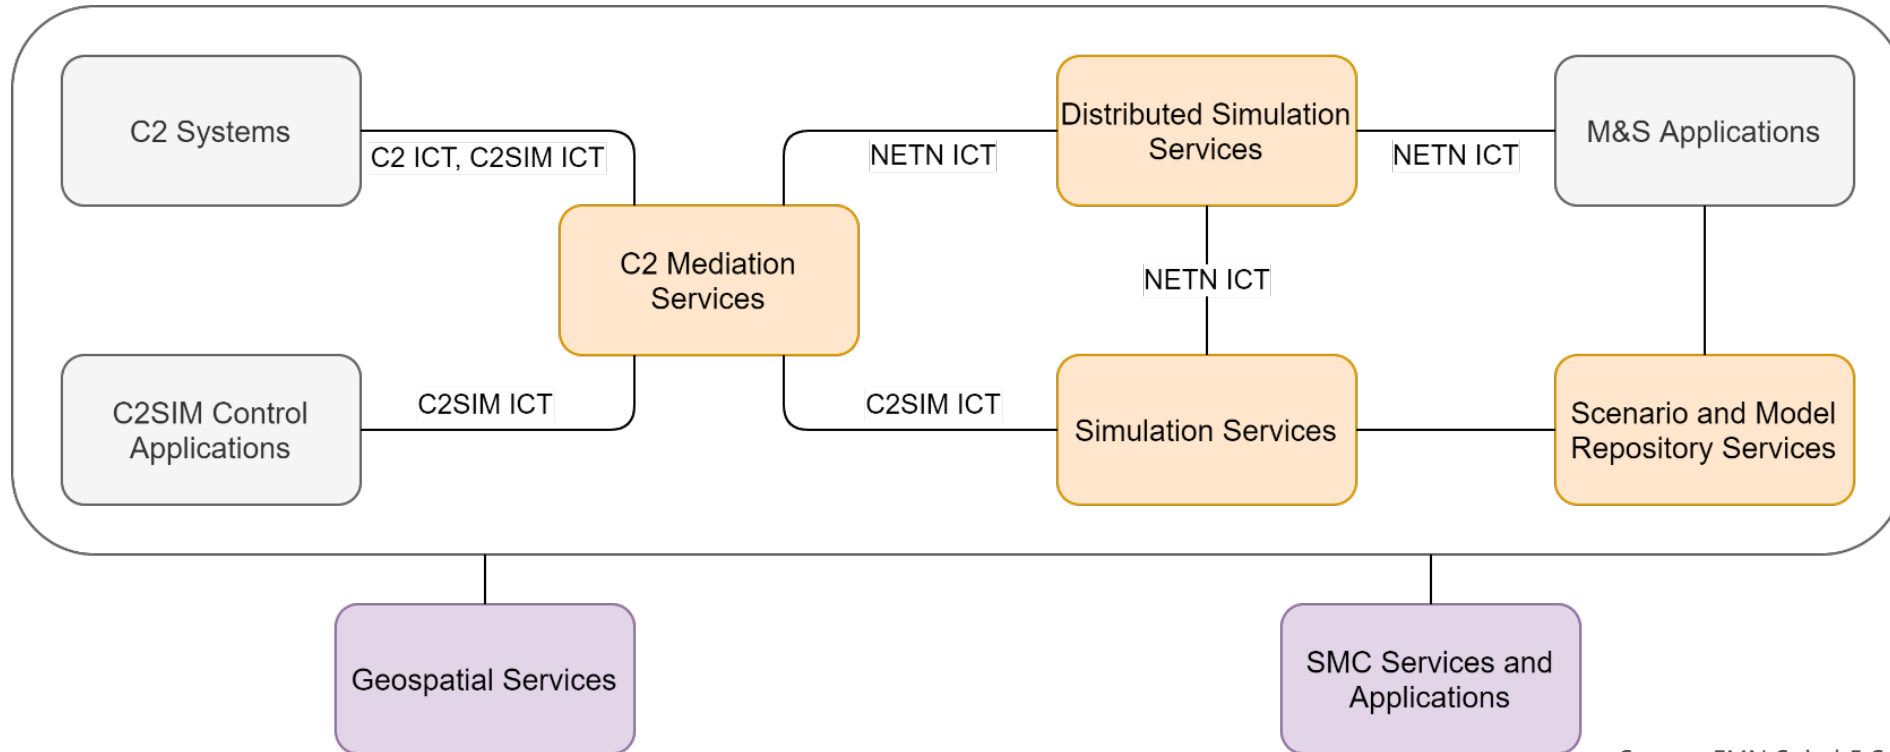 C2 Systems
C2 ICT, C2SIM ICT
NETN ICT
Distributed Simulation
Services
NETN ICT
M&S Applications
C2 Mediation
Services
NETN ICT
C2SIM Control
Applications
C2SIM ICT
C2SIM ICT
Simulation Services
Scenario and Model
Repository Services
Geospatial Services
SMC Services and
Applications